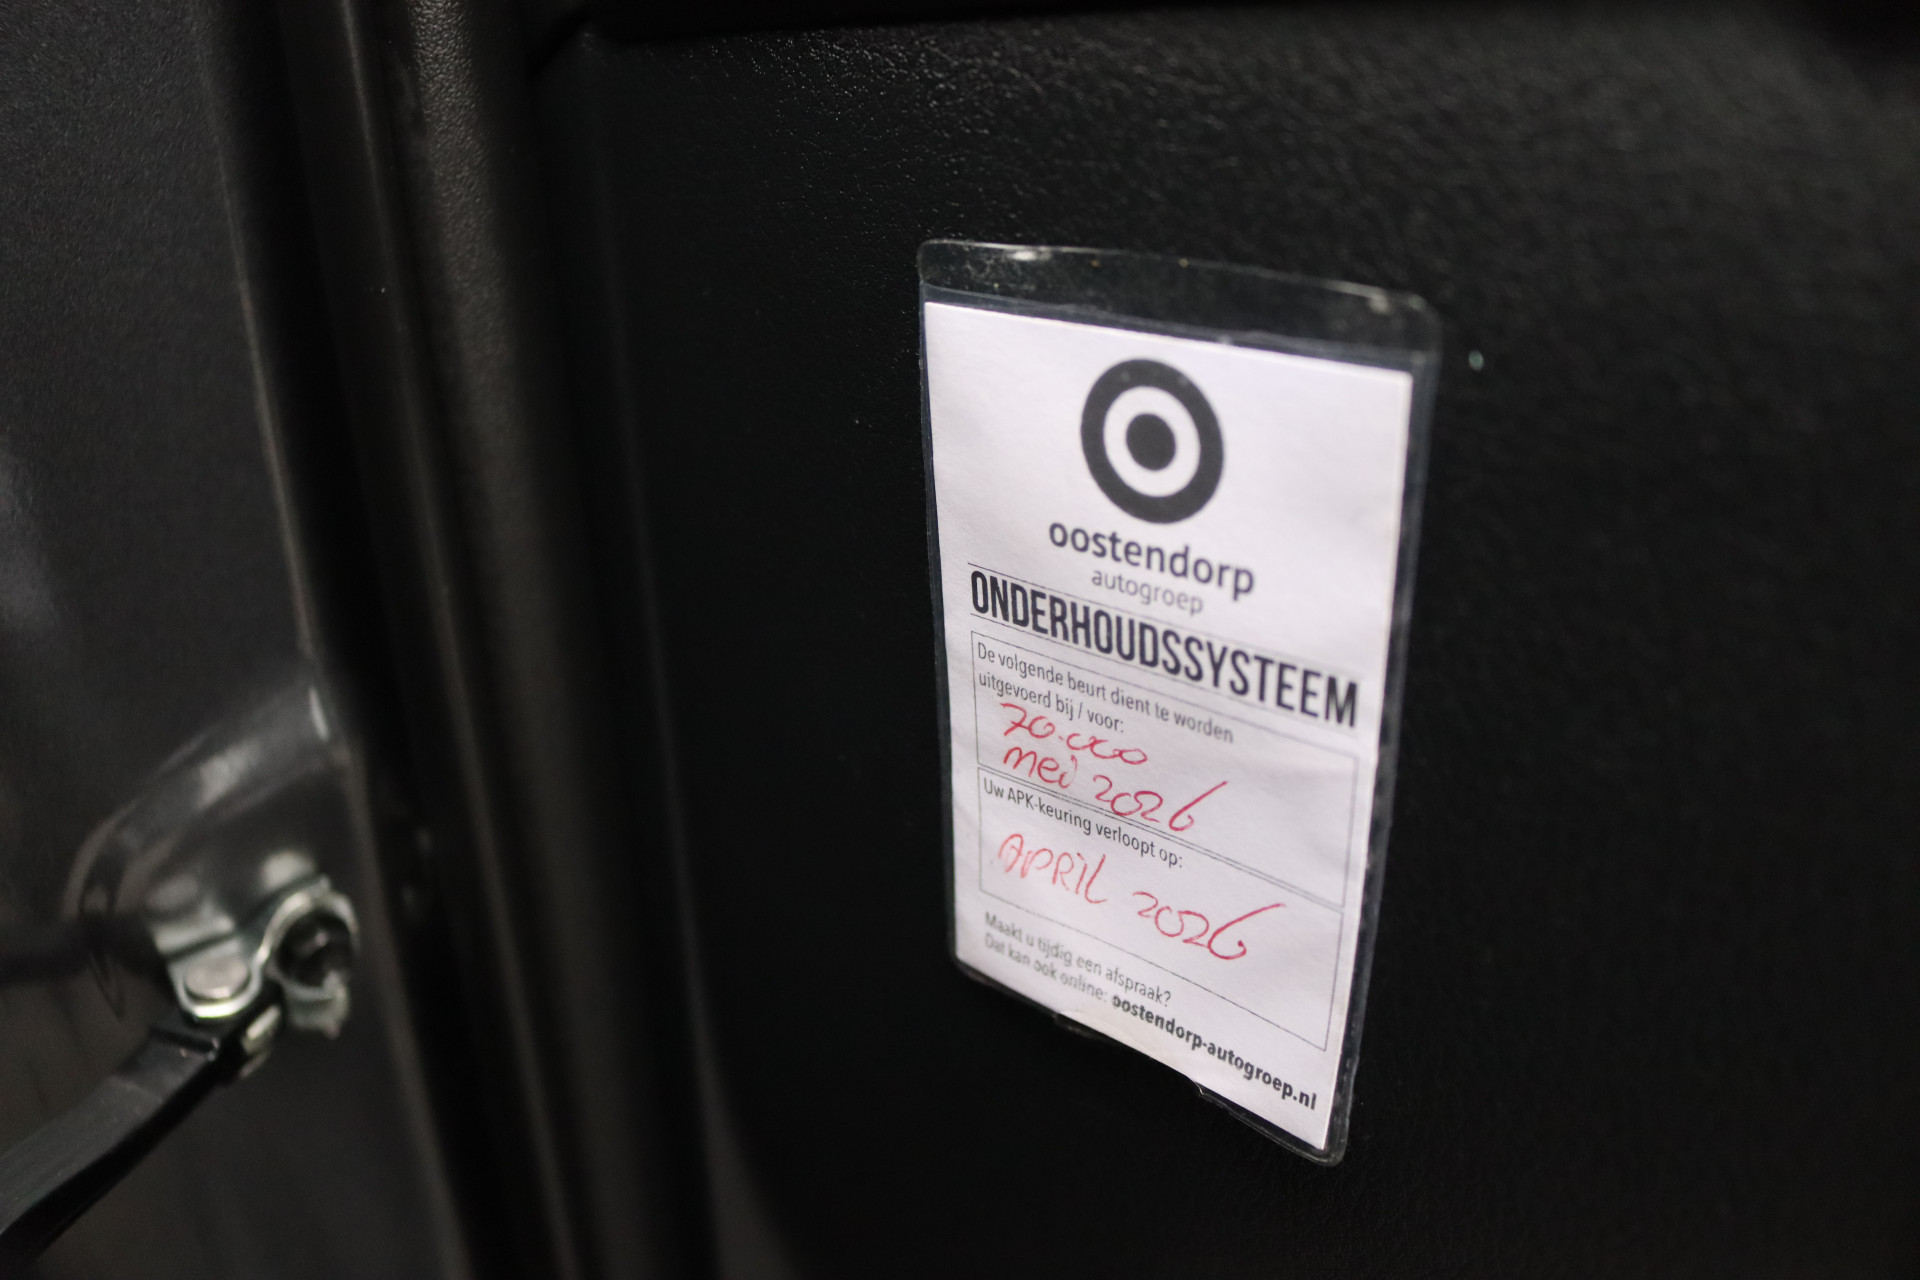 oostendorp
autogroep
ONDERHOUDSSYSTEEM
De volgende beurt dient te worden
uitgevoerd bij / voor:
70.000
mei 2026
Uw APK-keuring verloopt op:
APRIL 2026
Maakt u tijdig een afspraak?
Dat kan ook online: oostendorp-autogroep.nl